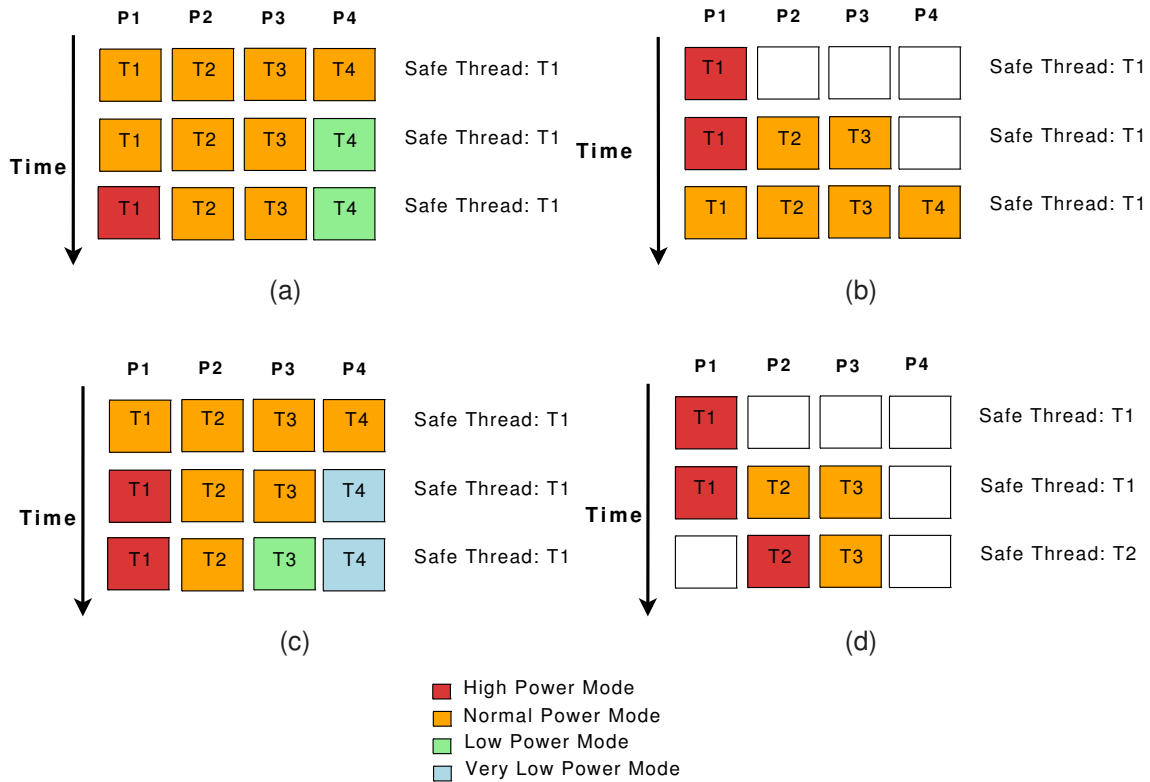 P1 P2 P3 P4
T1 T2 T3 T4 Safe Thread: T1
T1 T2 T3 T4 Safe Thread: T1
Time
T1 T2 T3 T4 Safe Thread: T1
(a)
P1 P2 P3 P4
T1 Safe Thread: T1
T1 T2 T3 Safe Thread: T1
Time
T1 T2 T3 T4 Safe Thread: T1
(b)
P1 P2 P3 P4
T1 T2 T3 T4 Safe Thread: T1
T1 T2 T3 T4 Safe Thread: T1
Time
T1 T2 T3 T4 Safe Thread: T1
(c)
P1 P2 P3 P4
T1 Safe Thread: T1
T1 T2 T3 Safe Thread: T1
Time
T2 T3 Safe Thread: T2
(d)
High Power Mode
Normal Power Mode
Low Power Mode
Very Low Power Mode